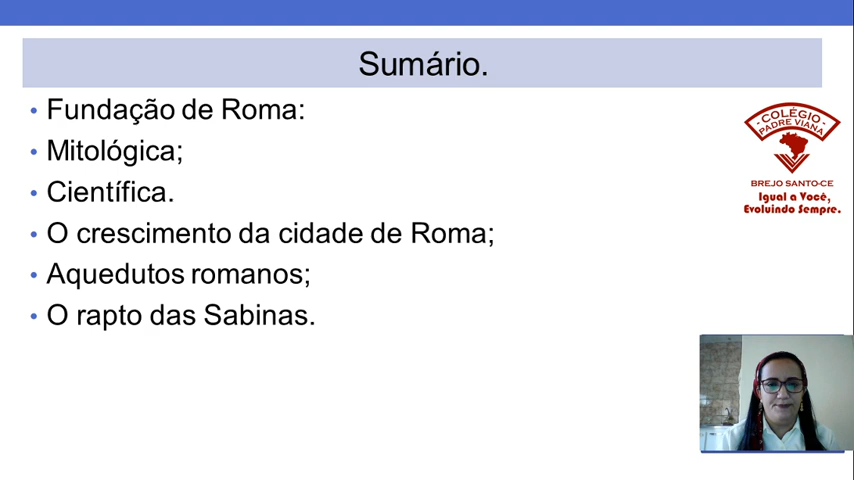 Sumário.
• Fundação de Roma:
• Mitológica;
• Científica.
• O crescimento da cidade de Roma;
• Aquedutos romanos;
• O rapto das Sabinas.
COLÉGIO
PADRE VIANA
BREJO SANTO-CE
Igual a Você,
Evoluindo Sempre.